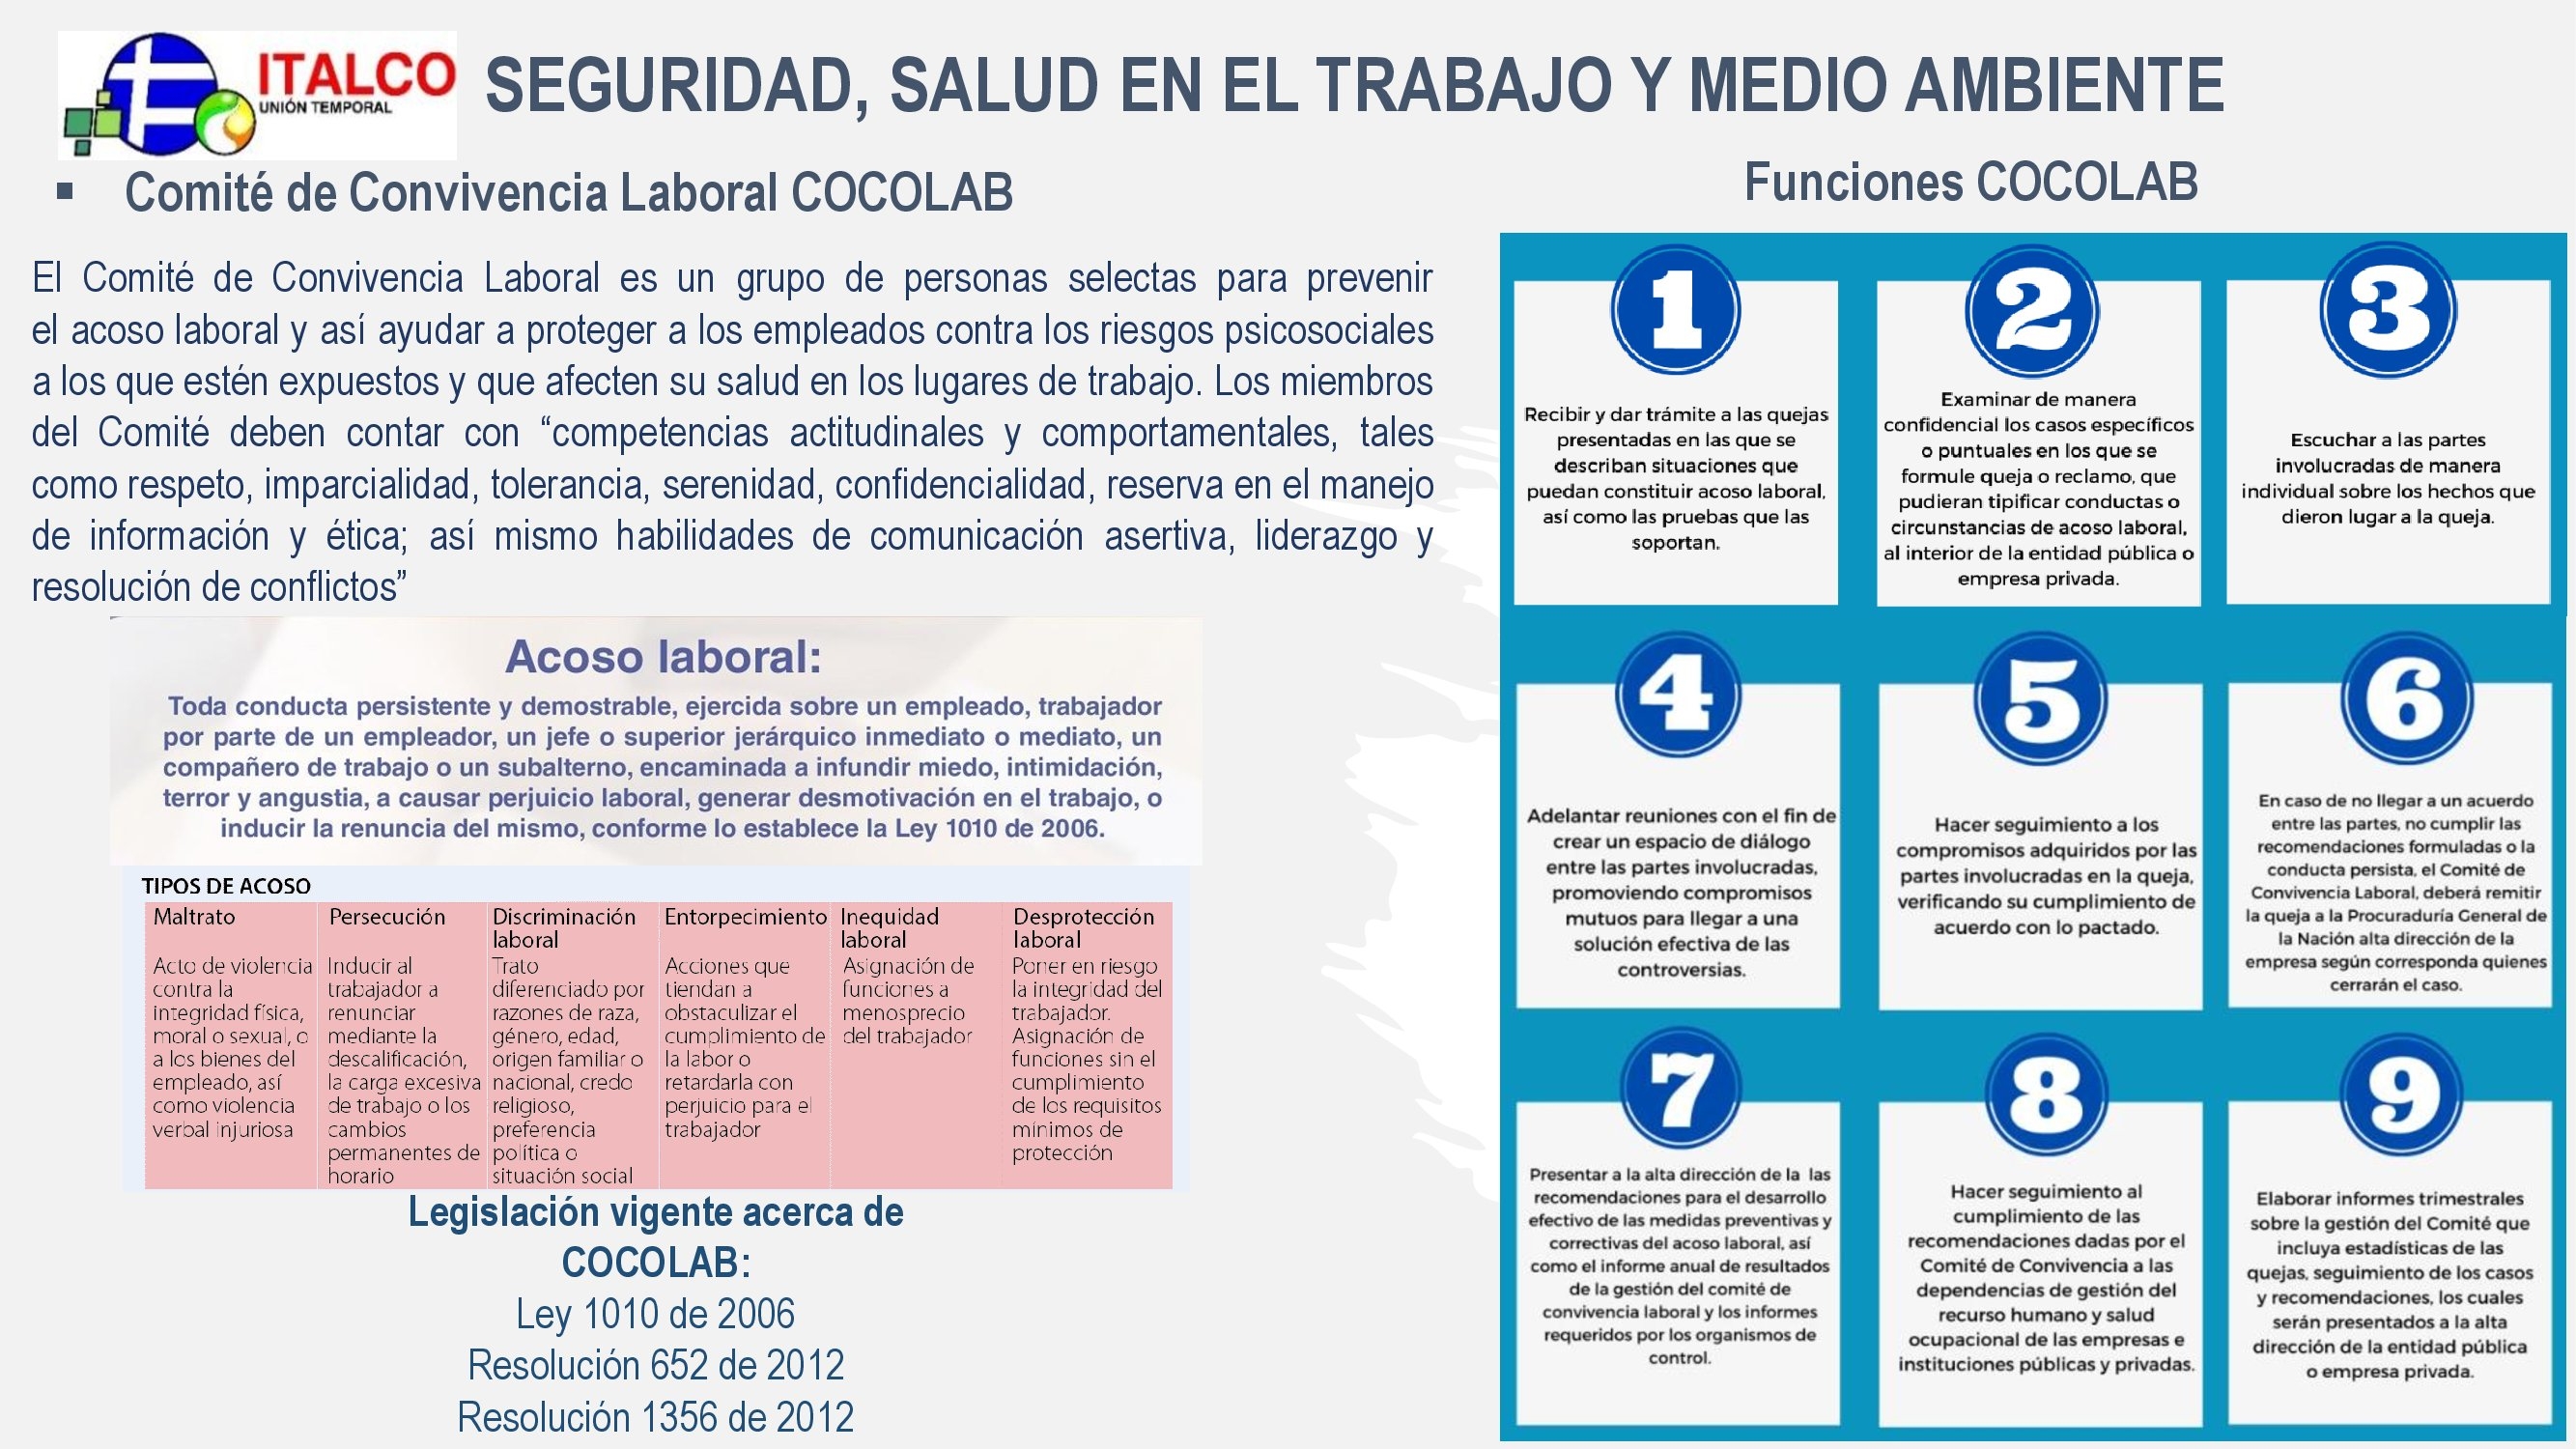 ITALCO
UNIÓN TEMPORAL
SEGURIDAD, SALUD EN EL TRABAJO Y MEDIO AMBIENTE
▪ Comité de Convivencia Laboral COCOLAB
El Comité de Convivencia Laboral es un grupo de personas selectas para prevenir
el acoso laboral y así ayudar a proteger a los empleados contra los riesgos psicosociales
a los que estén expuestos y que afecten su salud en los lugares de trabajo. Los miembros
del Comité deben contar con “competencias actitudinales y comportamentales, tales
como respeto, imparcialidad, tolerancia, serenidad, confidencialidad, reserva en el manejo
de información y ética; así mismo habilidades de comunicación asertiva, liderazgo y
resolución de conflictos”
Acoso laboral:
Toda conducta persistente y demostrable, ejercida sobre un empleado, trabajador
por parte de un empleador, un jefe o superior jerárquico inmediato o mediato, un
compañero de trabajo o un subalterno, encaminada a infundir miedo, intimidación,
terror y angustia, a causar perjuicio laboral, generar desmotivación en el trabajo, o
inducir la renuncia del mismo, conforme lo establece la Ley 1010 de 2006.
TIPOS DE ACOSO
Maltrato
Acto de violencia
contra la
integridad física,
moral o sexual, o
a los bienes del
empleado, así
como violencia
verbal injuriosa
Persecución
Inducir al
trabajador a
renunciar
mediante la
descalificación,
la carga excesiva
de trabajo o los
cambios
permanentes de
horario
Discriminación
laboral
Trato
diferenciado por
razones de raza,
género, edad,
origen familiar o
nacional, credo
religioso,
preferencia
política o
situación social
Entorpecimiento
Acciones que
tiendan a
obstaculizar el
cumplimiento de
la labor o
retardarla con
perjuicio para el
trabajador
Inequidad
laboral
Asignación de
funciones a
menosprecio
del trabajador
Desprotección
laboral
Poner en riesgo
la integridad del
trabajador.
Asignación de
funciones sin el
cumplimiento
de los requisitos
mínimos de
protección
Legislación vigente acerca de
COCOLAB:
Ley 1010 de 2006
Resolución 652 de 2012
Resolución 1356 de 2012
Funciones COCOLAB
1
Recibir y dar trámite a las quejas
presentadas en las que se
describan situaciones que
puedan constituir acoso laboral,
así como las pruebas que las
soportan.
2
Examinar de manera
confidencial los casos específicos
o puntuales en los que se
formule queja o reclamo, que
pudieran tipificar conductas o
circunstancias de acoso laboral,
al interior de la entidad pública o
empresa privada.
3
Escuchar a las partes
involucradas de manera
individual sobre los hechos que
dieron lugar a la queja.
4
Adelantar reuniones con el fin de
crear un espacio de diálogo
entre las partes involucradas,
promoviendo compromisos
mutuos para llegar a una
solución efectiva de las
controversias.
5
Hacer seguimiento a los
compromisos adquiridos por las
partes involucradas en la queja,
verificando su cumplimiento de
acuerdo con lo pactado.
6
En caso de no llegar a un acuerdo
entre las partes, no cumplir las
recomendaciones formuladas o la
conducta persista, el Comité de
Convivencia Laboral, deberá remitir
la queja a la Procuraduría General de
la Nación alta dirección de la
empresa según corresponda quienes
cerrarán el caso.
7
Presentar a la alta dirección de la las
recomendaciones para el desarrollo
efectivo de las medidas preventivas y
correctivas del acoso laboral, así
como el informe anual de resultados
de la gestión del comité de
convivencia laboral y los informes
requeridos por los organismos de
control.
8
Hacer seguimiento al
cumplimiento de las
recomendaciones dadas por el
Comité de Convivencia a las
dependencias de gestión del
recurso humano y salud
ocupacional de las empresas e
instituciones públicas y privadas.
9
Elaborar informes trimestrales
sobre la gestión del Comité que
incluya estadísticas de las
quejas, seguimiento de los casos
y recomendaciones, los cuales
serán presentados a la alta
dirección de la entidad pública
o empresa privada.